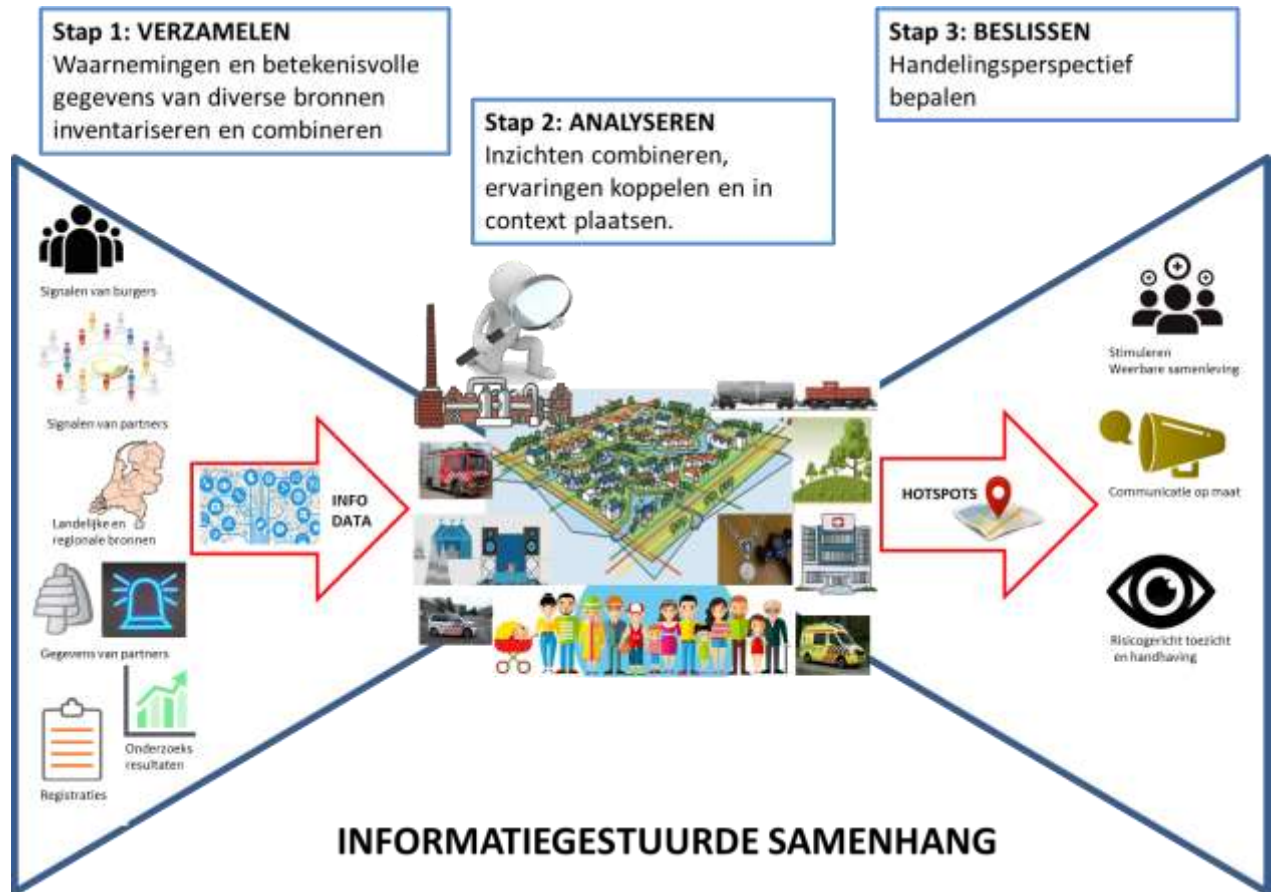 Stap 1: VERZAMELEN
Waarnemingen en betekenisvolle
gegevens van diverse bronnen
inventariseren en combineren
Stap 2: ANALYSEREN
Inzichten combineren,
ervaringen koppelen en in
context plaatsen.
Stap 3: BESLISSEN
Handelingsperspectief
bepalen
Signalen van burgers
Signalen van partners
Landelijke en
regionale bronnen
Gegevens van partners
Onderzoeks
resultaten
Registraties
INFO
DATA
HOTSPOTS
Stimuleren
Weerbare samenleving
Communicatie op maat
Risicogericht toezicht
en handhaving
INFORMATIEGESTUURDE SAMENHANG